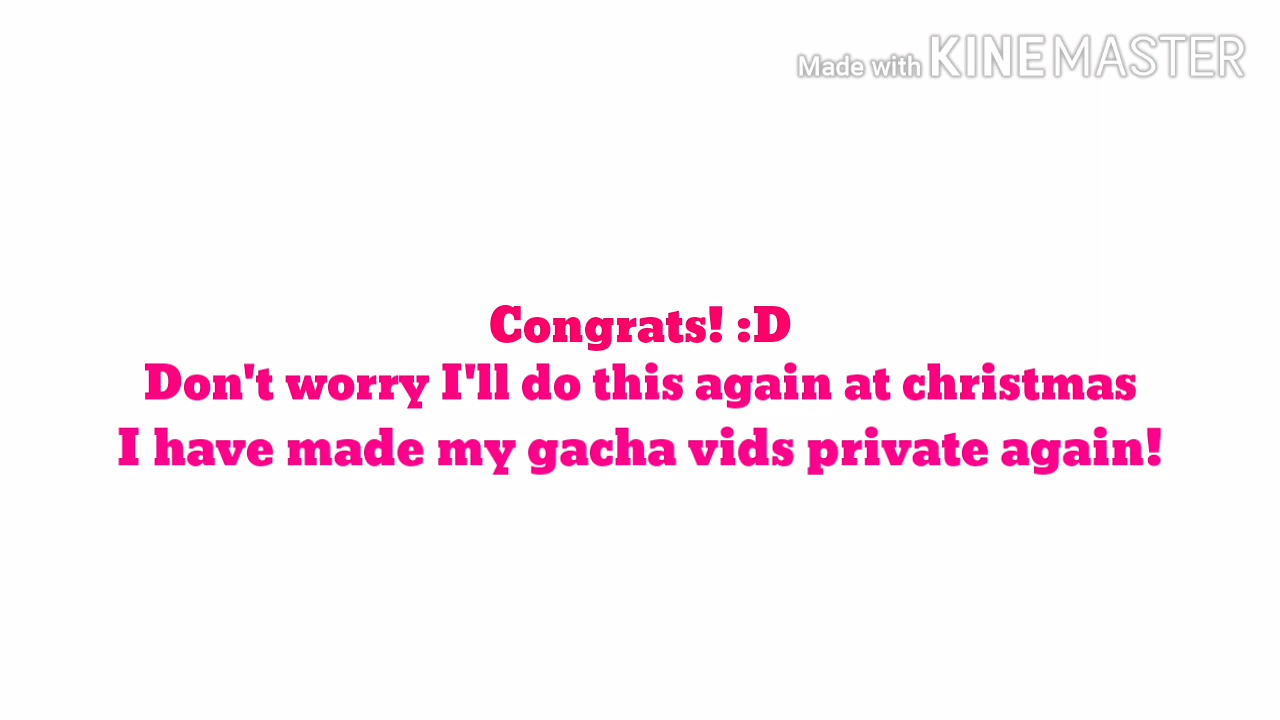 Made with KINEMASTER
Congrats! :D
Don't worry I'll do this again at christmas
I have made my gacha vids private again!